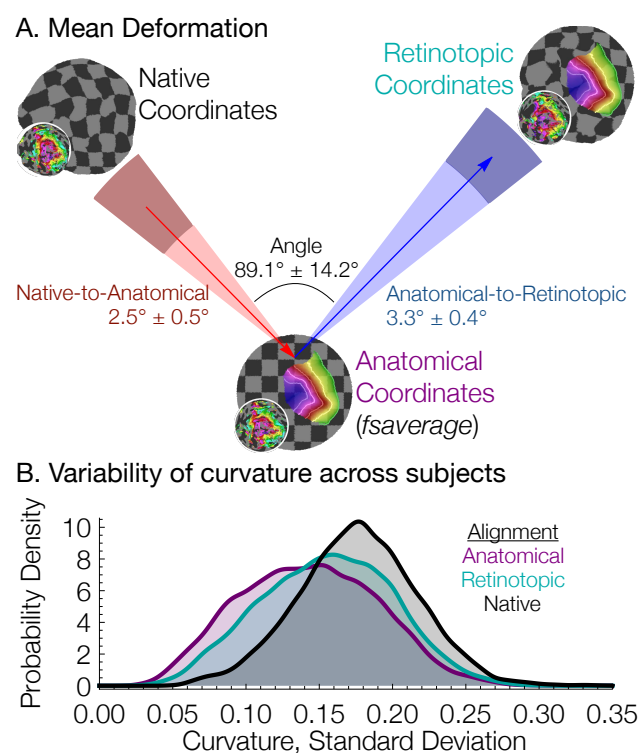 A. Mean Deformation
Native
Coordinates
Retinotopic
Coordinates
Angle
89.1° ± 14.2°
Native-to-Anatomical
2.5° ± 0.5°
Anatomical-to-Retinotopic
3.3° ± 0.4°
Anatomical
Coordinates
(fsaverage)
B. Variability of curvature across subjects
Probability Density
10
8
6
4
2
0
Alignment
Anatomical
Retinotopic
Native
0.00 0.05 0.10 0.15 0.20 0.25 0.30 0.35
Curvature, Standard Deviation